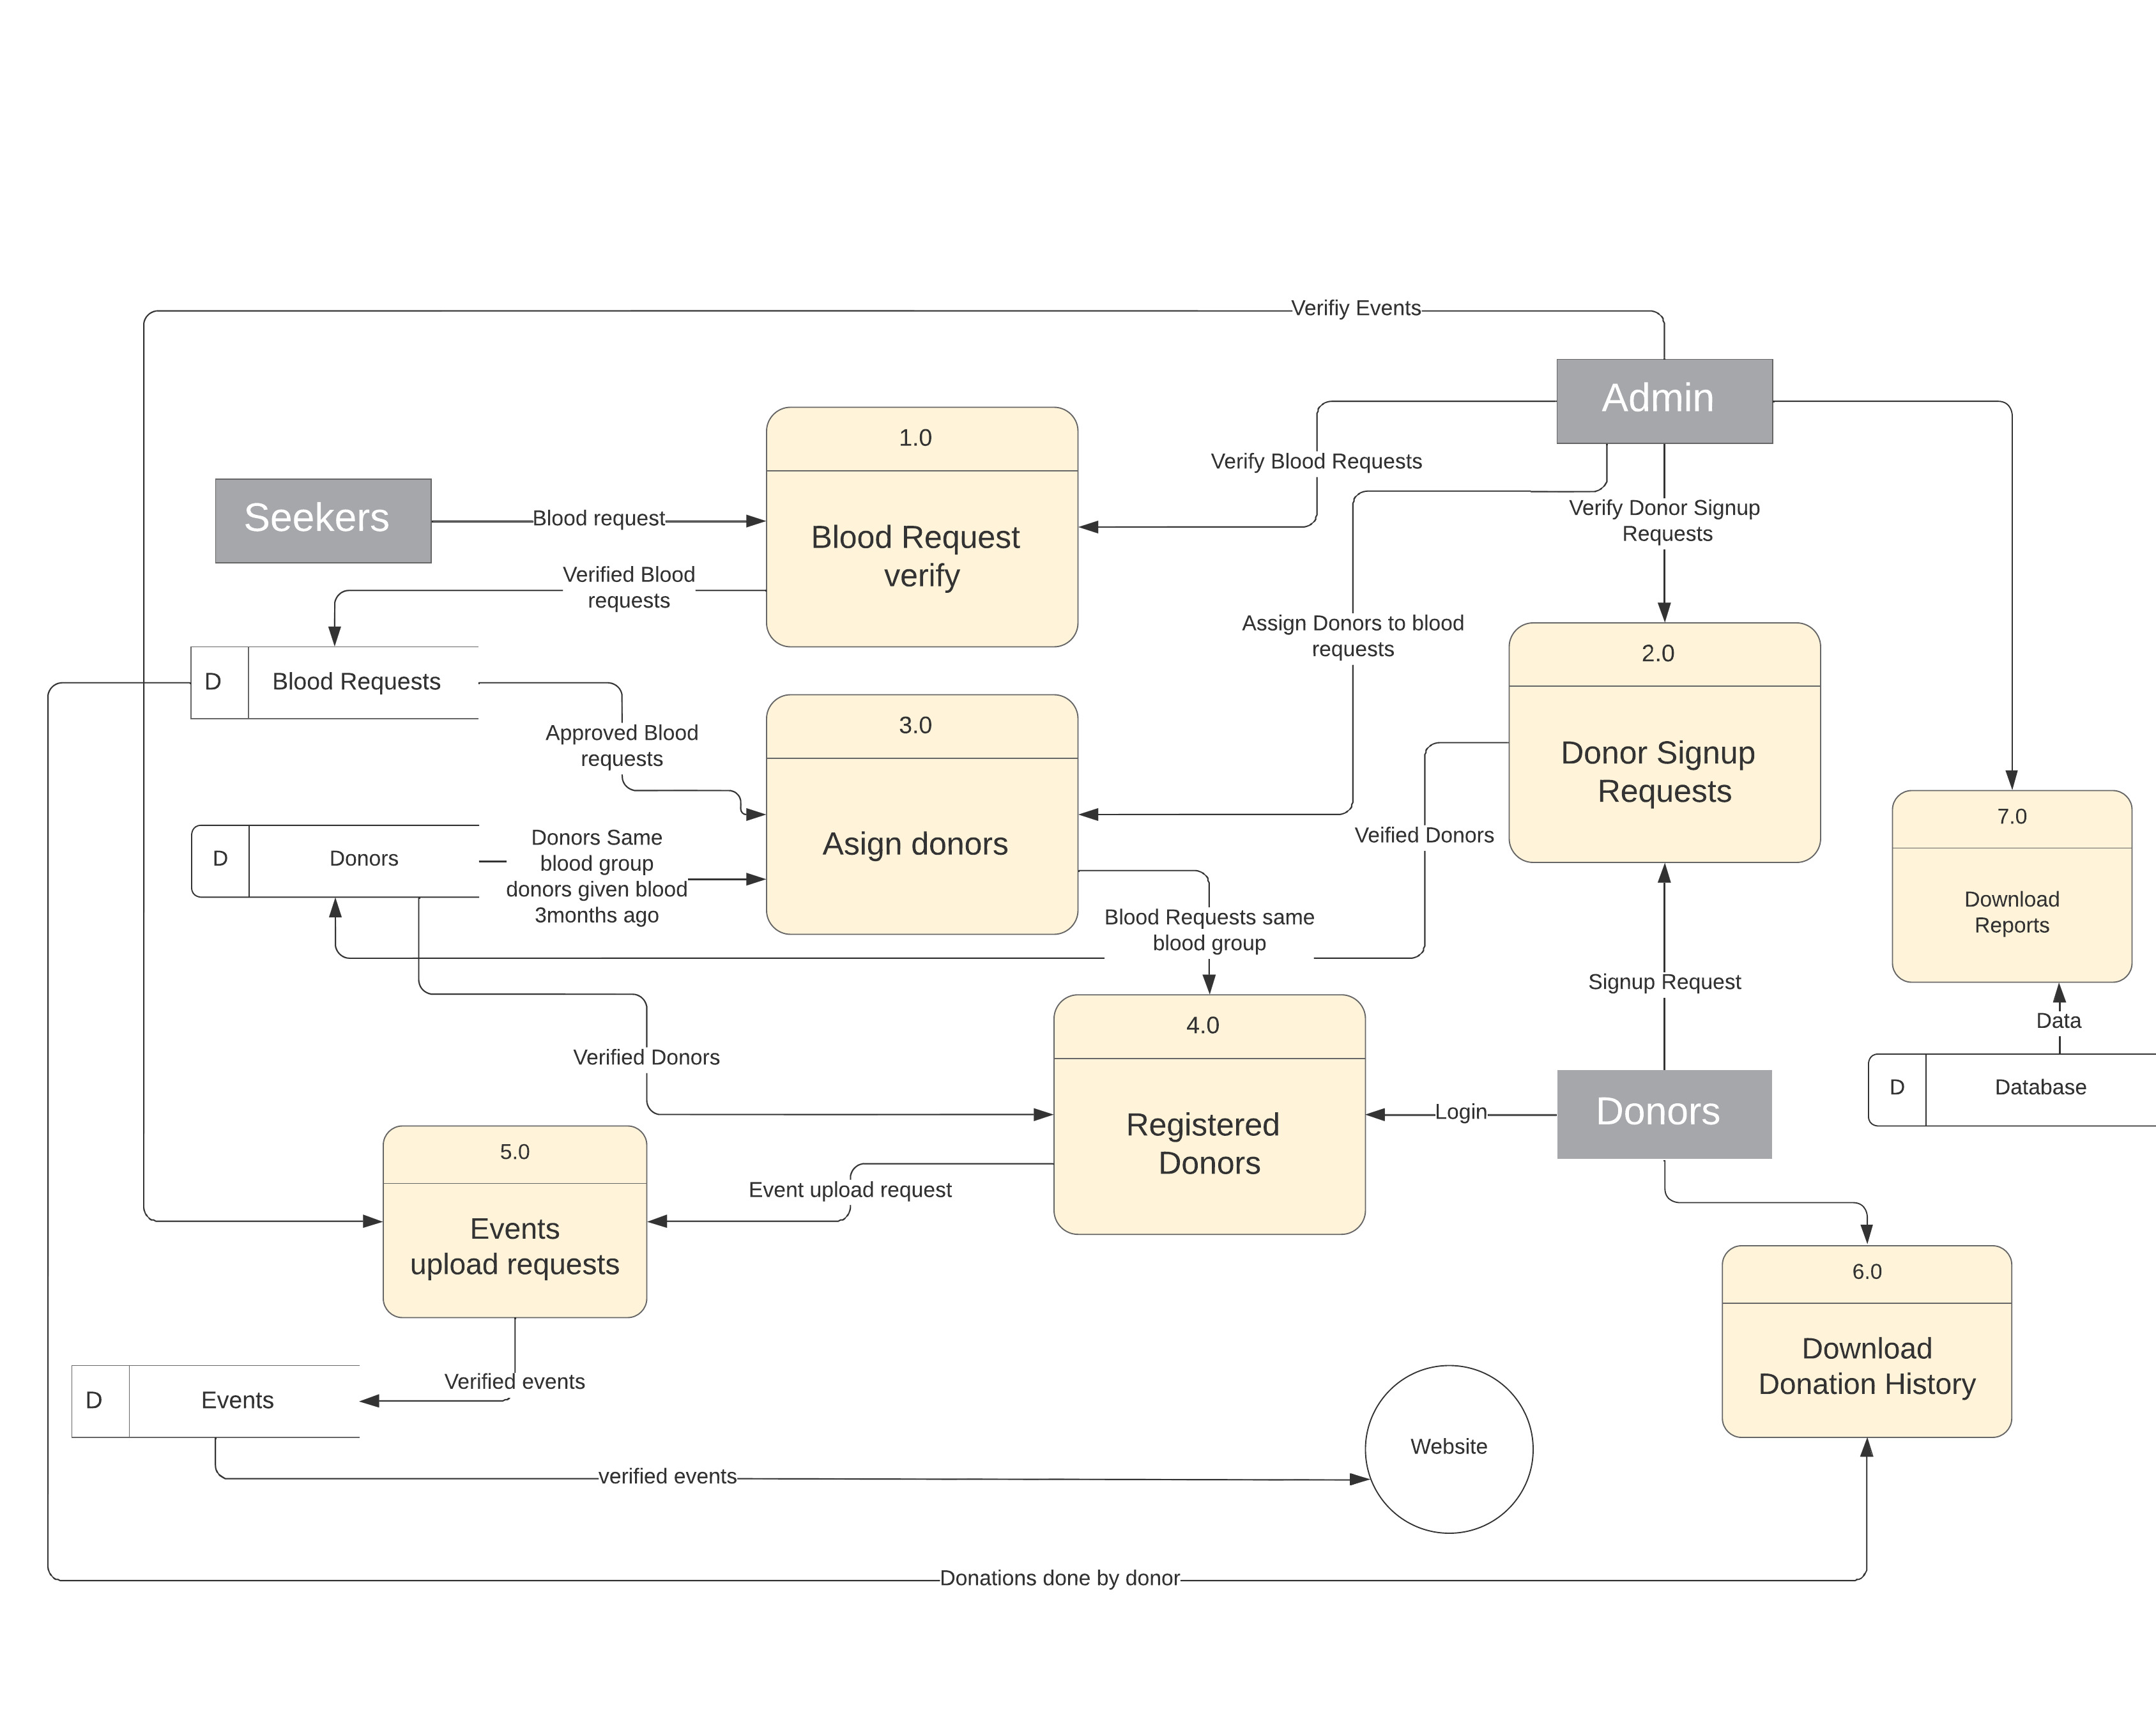 Verifiy Events
Admin
1.0
Blood Request
verify
Verify Blood Requests
Seekers
Blood request
Verify Donor Signup
Requests
Verified Blood
requests
Assign Donors to blood
requests
2.0
Donor Signup
Requests
D
Blood Requests
Approved Blood
requests
3.0
Asign donors
7.0
Download
Reports
D
Donors
Donors Same
blood group
donors given blood
3months ago
Veified Donors
Blood Requests same
blood group
Signup Request
Data
D
Database
4.0
Registered
Donors
Verified Donors
Login
Donors
5.0
Events
upload requests
Event upload request
6.0
Download
Donation History
Verified events
D
Events
Website
verified events
Donations done by donor